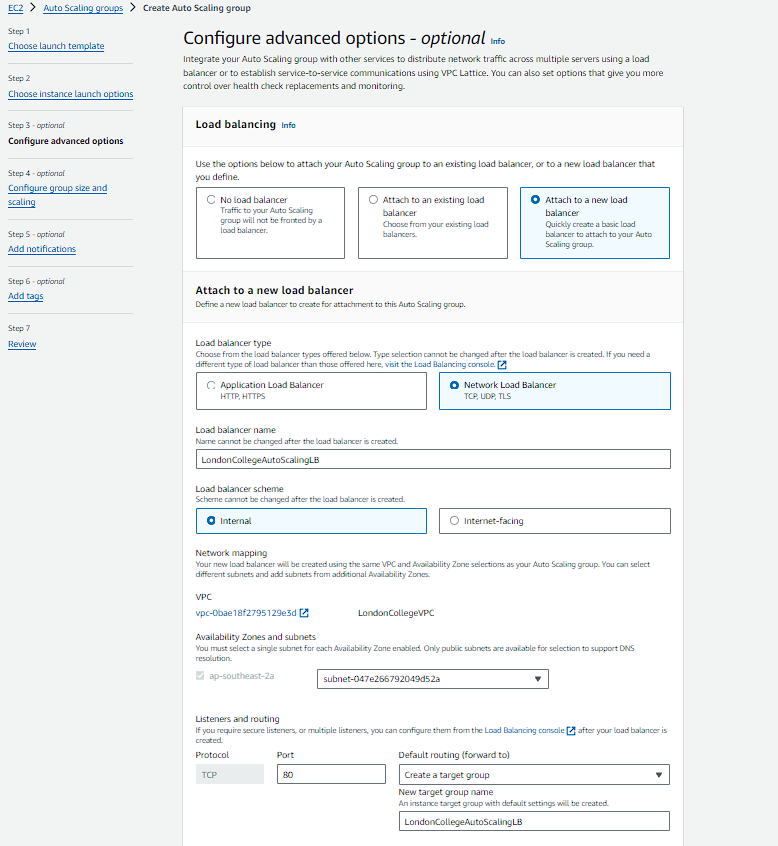 EC2 > Auto Scaling groups > Create Auto Scaling group
Step 1
Choose launch template
Step 2
Choose instance launch options
Step 3 - optional
Configure advanced options
Step 4 - optional
Configure group size and
scaling
Step 5 - optional
Add notifications
Step 6 - optional
Add tags
Step 7
Review
Configure advanced options - optional Info
Integrate your Auto Scaling group with other services to distribute network traffic across multiple servers using a load
balancer or to establish service-to-service communications using VPC Lattice. You can also set options that give you more
control over health check replacements and monitoring.
Load balancing Info
Use the options below to attach your Auto Scaling group to an existing load balancer, or to a new load balancer that
you define.
No load balancer
Traffic to your Auto Scaling
group will not be fronted by a
load balancer.
Attach to an existing load
balancer
Choose from your existing load
balancers.
Attach to a new load
balancer
Quickly create a basic load
balancer to attach to your Auto
Scaling group.
Attach to a new load balancer
Define a new load balancer to create for attachment to this Auto Scaling group.
Load balancer type
Choose from the load balancer types offered below. Type selection cannot be changed after the load balancer is created. If you need a
different type of load balancer than those offered here, visit the Load Balancing console.
Application Load Balancer
HTTP, HTTPS
Network Load Balancer
TCP, UDP, TLS
Load balancer name
Name cannot be changed after the load balancer is created.
LondonCollegeAutoScalingLB
Load balancer scheme
Scheme cannot be changed after the load balancer is created.
Internal
Internet-facing
Network mapping
Your new load balancer will be created using the same VPC and Availability Zone selections as your Auto Scaling group. You can select
different subnets and add subnets from additional Availability Zones.
VPC
vpc-0bae18f2795129e3d LondonCollegeVPC
Availability Zones and subnets
You must select a single subnet for each Availability Zone enabled. Only public subnets are available for selection to support DNS
resolution.
ap-southeast-2a subnet-047e266792049d52a
Listeners and routing
If you require secure listeners, or multiple listeners, you can configure them from the Load Balancing console after your load balancer is
created.
Protocol Port Default routing (forward to)
TCP 80 Create a target group
New target group name
An instance target group with default settings will be created.
LondonCollegeAutoScalingLB